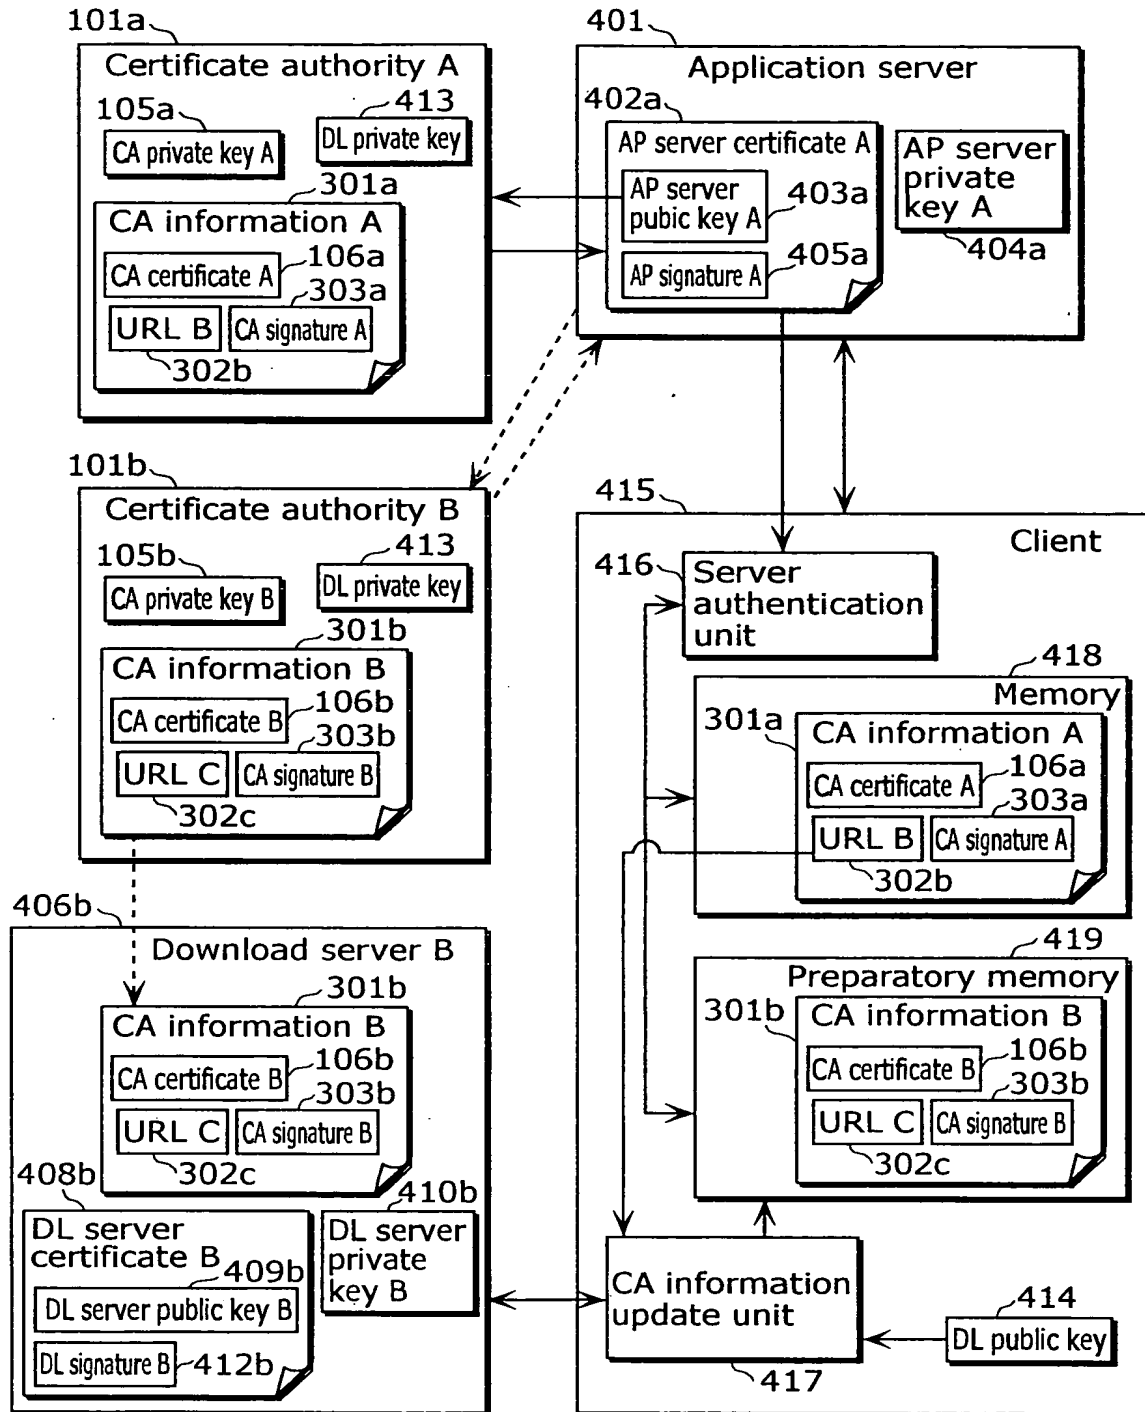 101a
Certificate authority A
105a
413
CA private key A
DL private key
301a
CA information A
106a
CA certificate A
303a
URL B
CA signature A
302b
401
Application server
402a
AP server certificate A
AP server
pubic key A
403a
AP signature A
405a
AP server
private
key A
404a
101b
Certificate authority B
105b
413
CA private key B
DL private key
301b
CA information B
106b
CA certificate B
303b
URL C
CA signature B
302c
406b
Download server B
301b
CA information B
106b
CA certificate B
303b
URL C
CA signature B
302c
408b
410b
DL server
certificate B
409b
DL server public key B
DL signature B
412b
DL server
private
key B
415
Client
416
Server
authentication
unit
418
Memory
301a
CA information A
106a
CA certificate A
303a
URL B
CA signature A
302b
419
Preparatory memory
301b
CA information B
106b
CA certificate B
303b
URL C
CA signature B
302c
CA information
update unit
417
414
DL public key